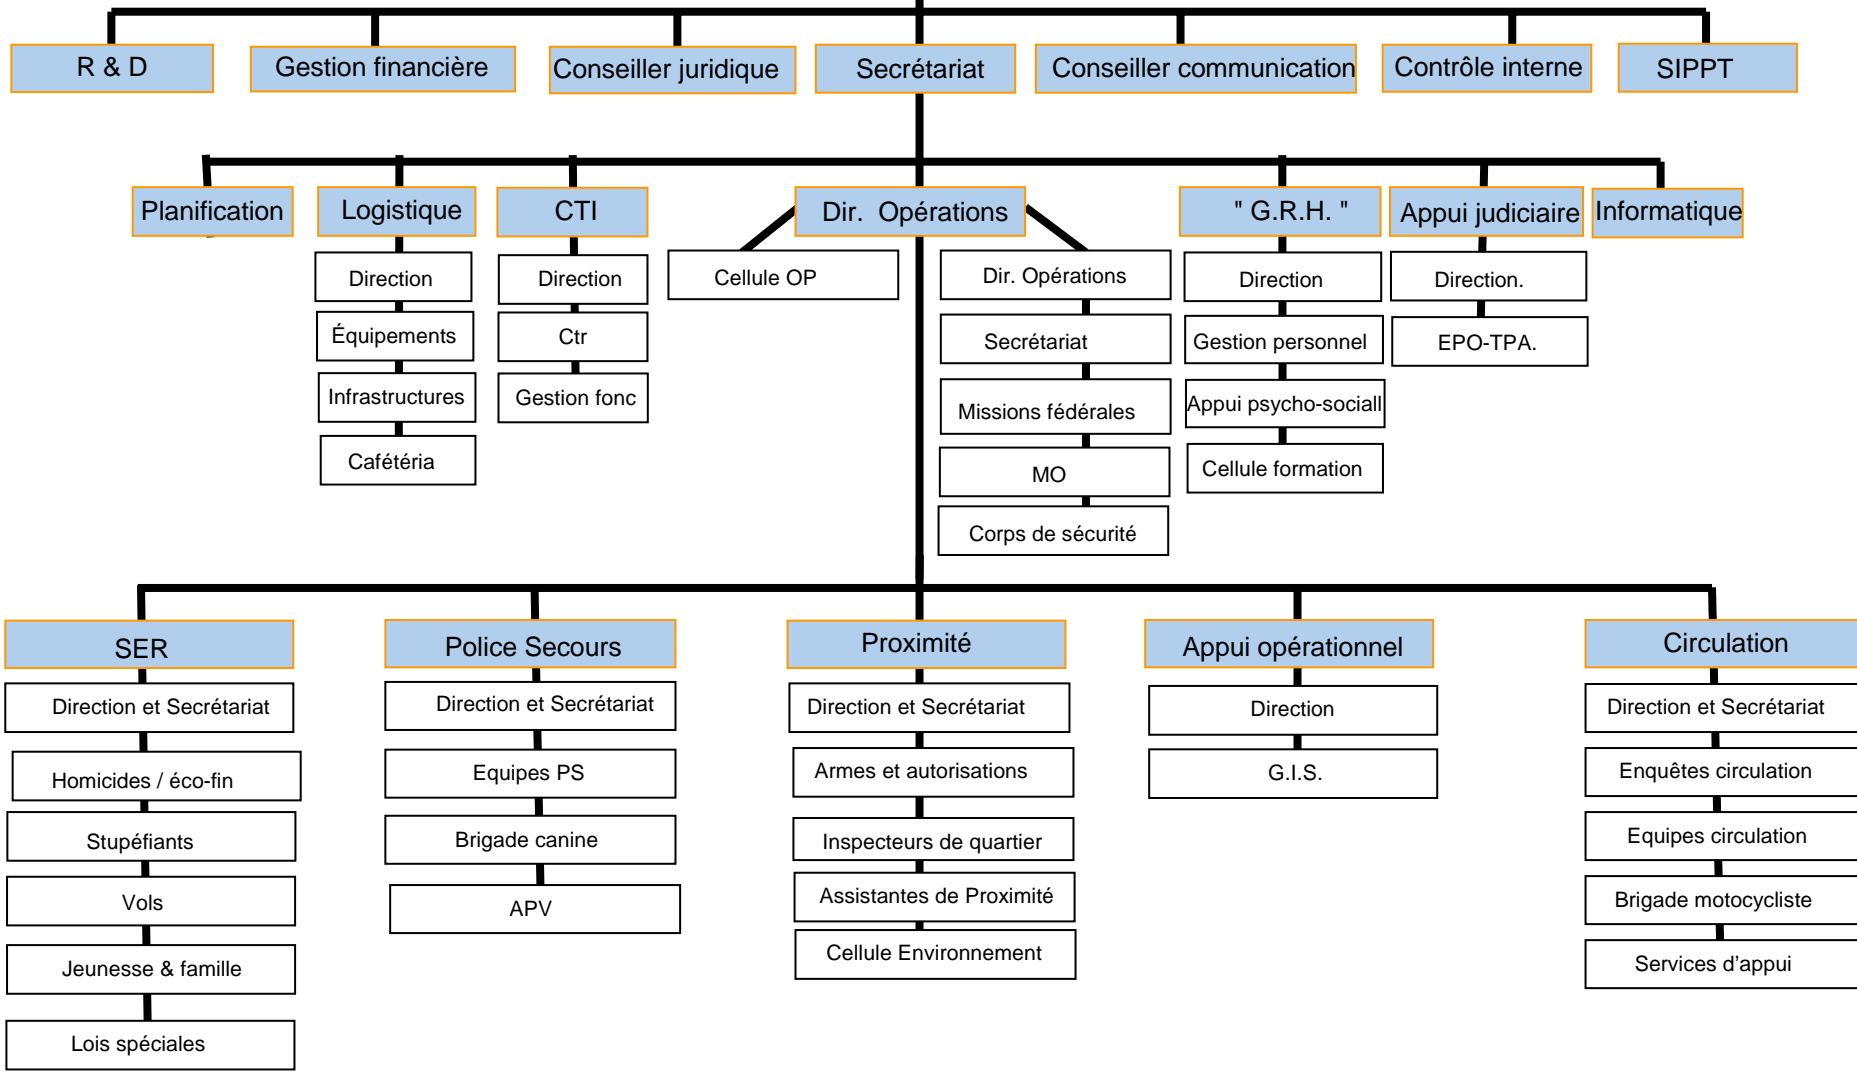 R & D
Gestion financière
Conseiller juridique
Secrétariat
Conseiller communication
Contrôle interne
SIPPT
Planification
Logistique
CTI
Dir. Opérations
" G.R.H. "
Appui judiciaire
Informatique
Direction
Équipements
Infrastructures
Cafétéria
Direction
Ctr
Gestion fonc
Cellule OP
Dir. Opérations
Secrétariat
Missions fédérales
MO
Corps de sécurité
Direction
Gestion personnel
Appui psycho-sociall
Cellule formation
Direction.
EPO-TPA.
SER
Direction et Secrétariat
Homicides / éco-fin
Stupéfiants
Vols
Jeunesse & famille
Lois spéciales
Police Secours
Direction et Secrétariat
Equipes PS
Brigade canine
APV
Proximité
Direction et Secrétariat
Armes et autorisations
Inspecteurs de quartier
Assistantes de Proximité
Cellule Environnement
Appui opérationnel
Direction
G.I.S.
Circulation
Direction et Secrétariat
Enquêtes circulation
Equipes circulation
Brigade motocycliste
Services d'appui